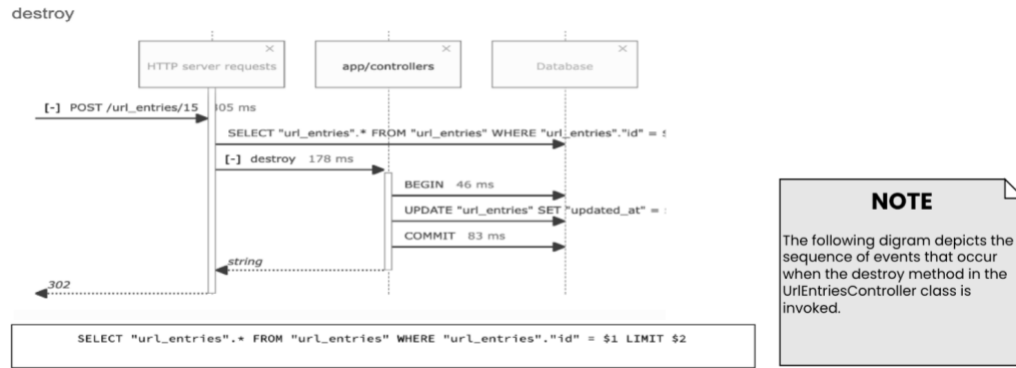 destroy
HTTP server requests
app/controllers
Database
[-] POST /url_entries/15 305 ms
SELECT "url_entries".* FROM "url_entries" WHERE "url_entries"."id" =
[-] destroy 178 ms
BEGIN 46 ms
UPDATE "url_entries" SET "updated_at" =
COMMIT 83 ms
string
302
SELECT "url_entries".* FROM "url_entries" WHERE "url_entries"."id" = $1 LIMIT $2
NOTE
The following digram depicts the
sequence of events that occur
when the destroy method in the
UrlEntriesController class is
invoked.